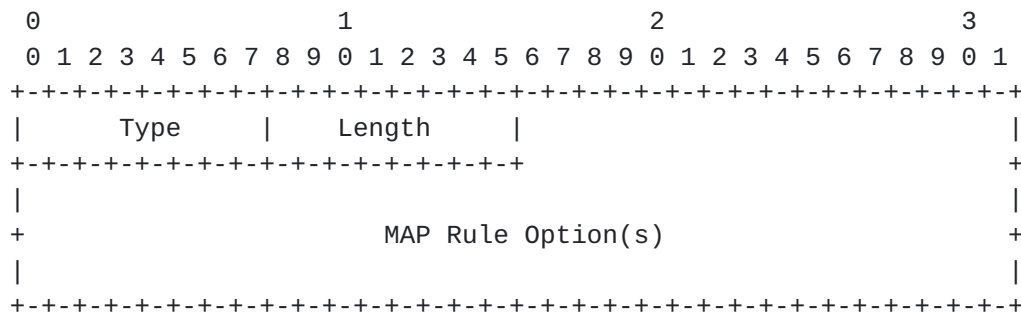 0                   1                   2                   3
 0 1 2 3 4 5 6 7 8 9 0 1 2 3 4 5 6 7 8 9 0 1 2 3 4 5 6 7 8 9 0 1
+-+-+-+-+-+-+-+-+-+-+-+-+-+-+-+-+-+-+-+-+-+-+-+-+-+-+-+-+-+-+-+-+
|      Type     |    Length     |                               |
+-+-+-+-+-+-+-+-+-+-+-+-+-+-+-+-+                               +
|                                                               |
+                       MAP Rule Option(s)                      +
|                                                               |
+-+-+-+-+-+-+-+-+-+-+-+-+-+-+-+-+-+-+-+-+-+-+-+-+-+-+-+-+-+-+-+-+